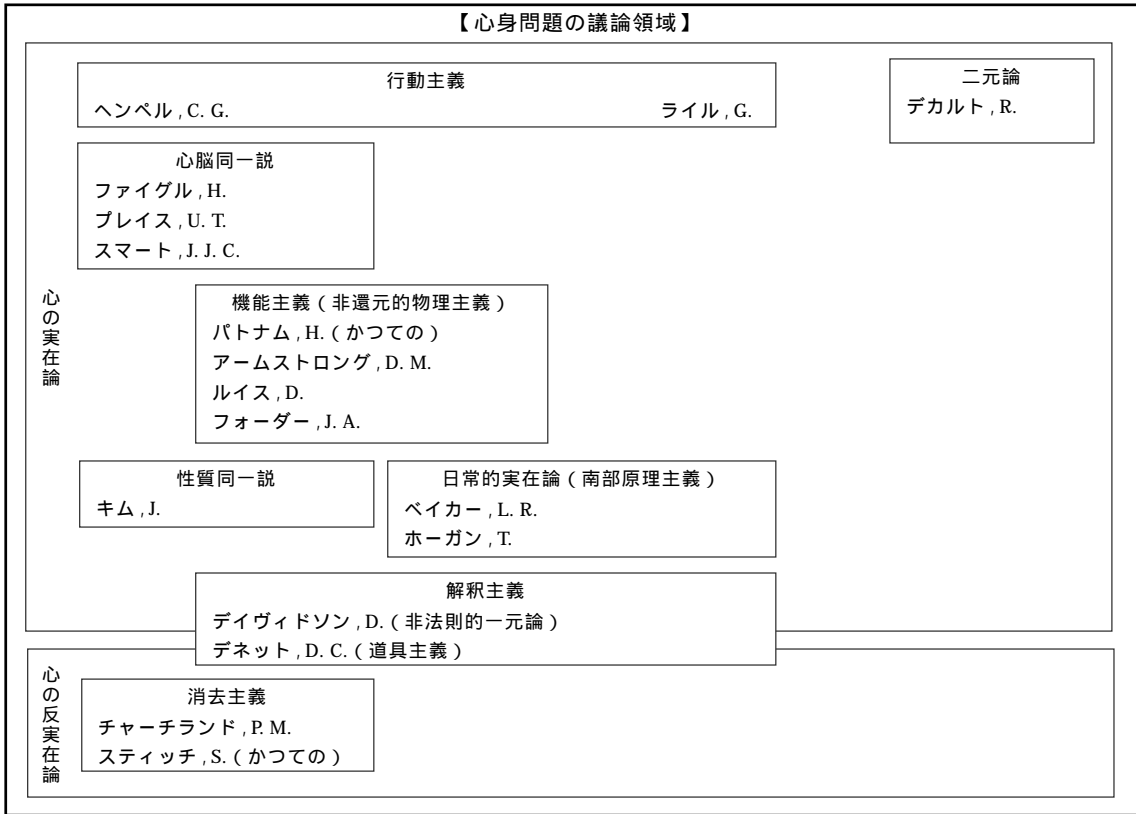 【心身問題の議論領域】
行動主義
ヘンペル , C. G. ライル , G.
二元論
デカルト , R.
心脳同一説
ファイグル , H.
プレイス , U. T.
スマート , J. J. C.
心の実在論
機能主義(非還元的物理主義)
パトナム , H.(かつての)
アームストロング , D. M.
ルイス , D.
フォーダー , J. A.
性質同一説
キム , J.
日常的実在論(南部原理主義)
ベイカー , L. R.
ホーガン , T.
解釈主義
デイヴィドソン , D.(非法則的一元論)
デネット , D. C.(道具主義)
心の反実在論
消去主義
チャーチランド , P. M.
スティッチ , S.(かつての)